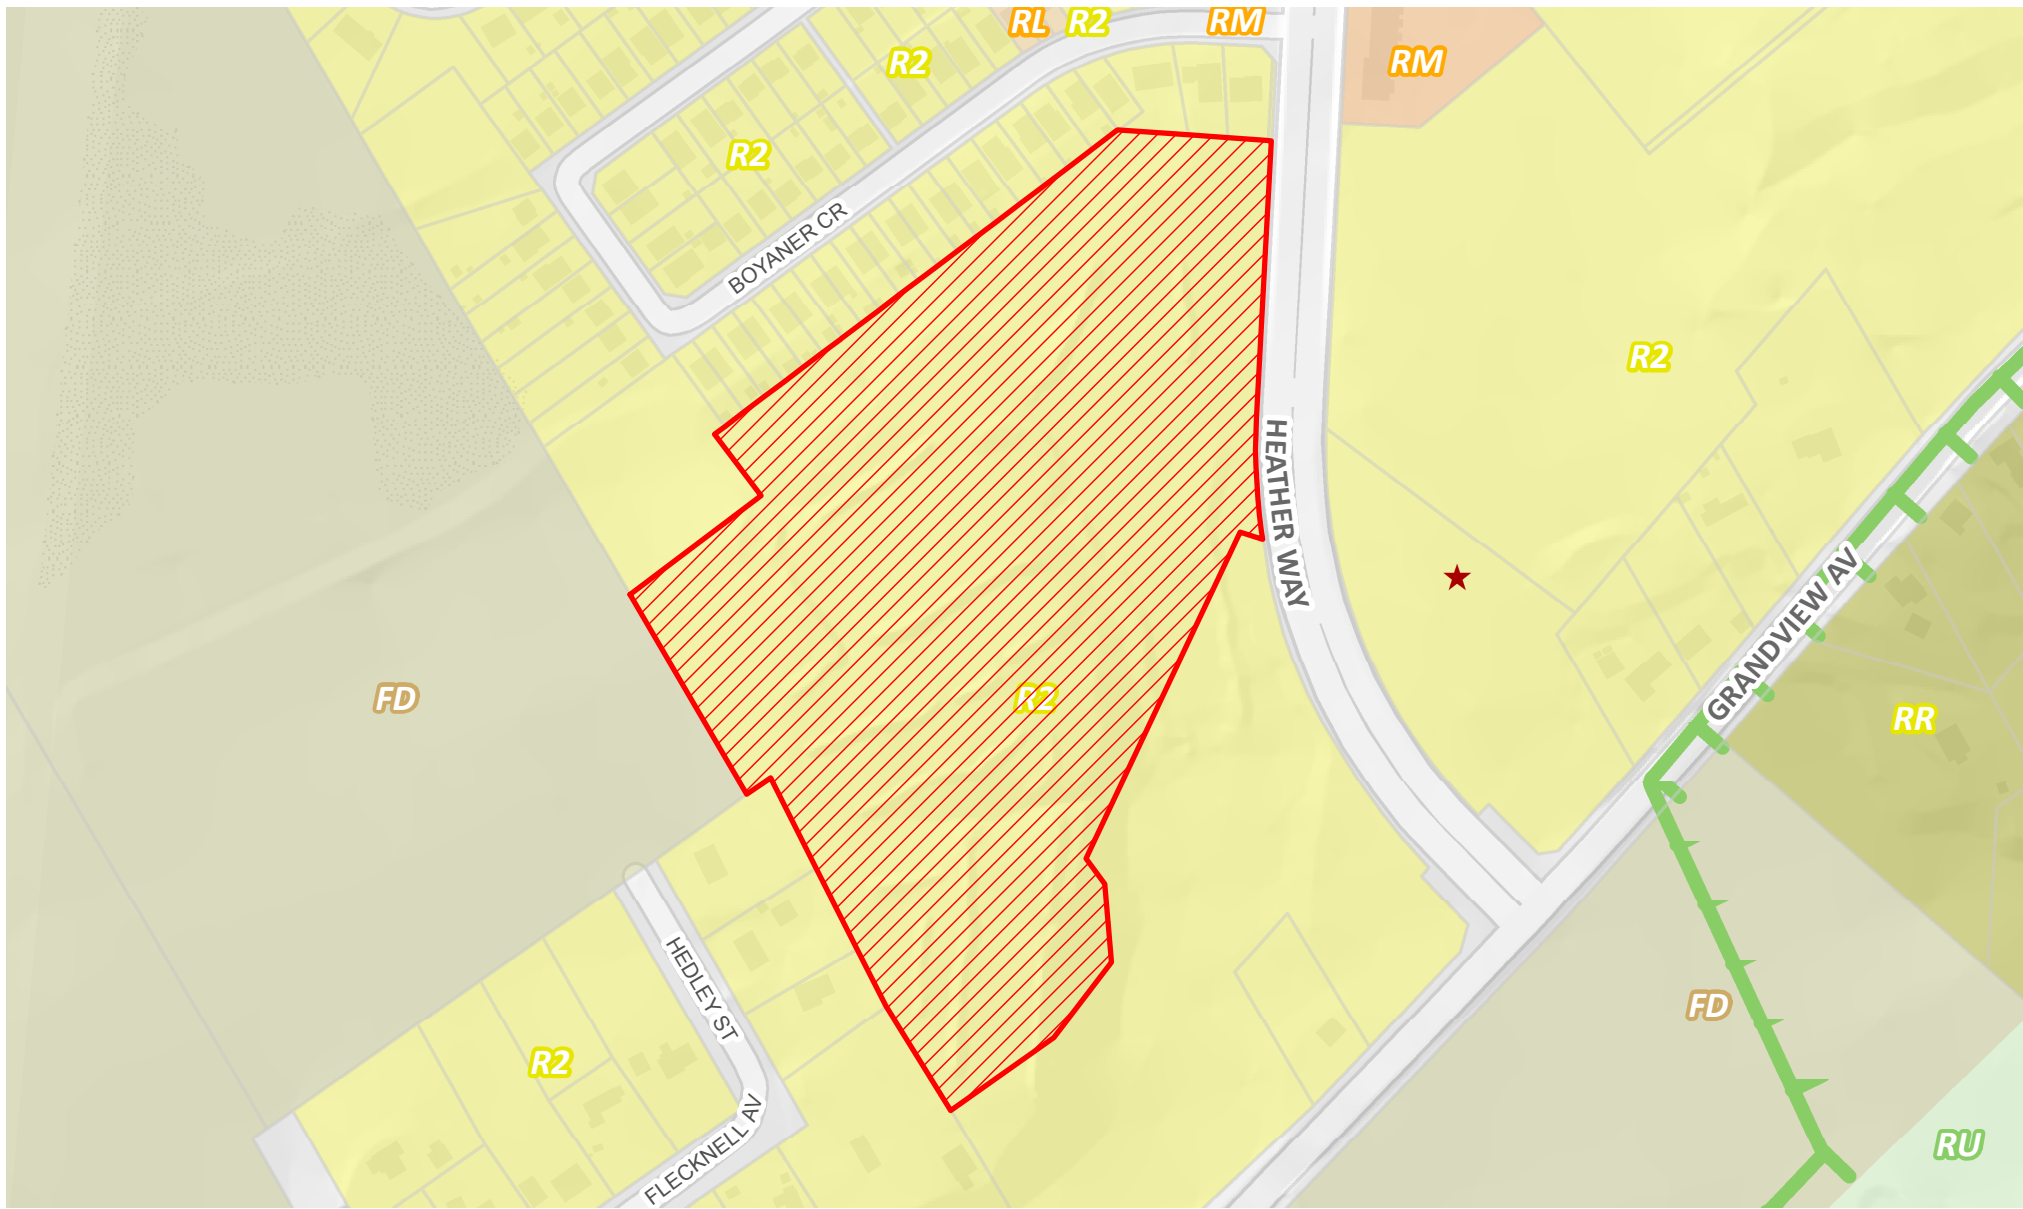 RL R2 RM
R2
RM
R2
BOYANER CR
R2
HEATHER WAY
GRANDVIEW AV
FD
R2
RR
HEDLEY ST
FD
R2
FLECKNELL AV
RU